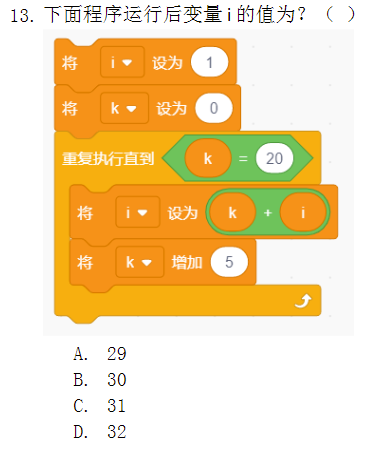 13. 下面程序运行后变量i的值为？（ ）
将 i 设为 1
将 k 设为 0
重复执行直到 k = 20
将 i 设为 k + i
将 k 增加 5
A. 29
B. 30
C. 31
D. 32